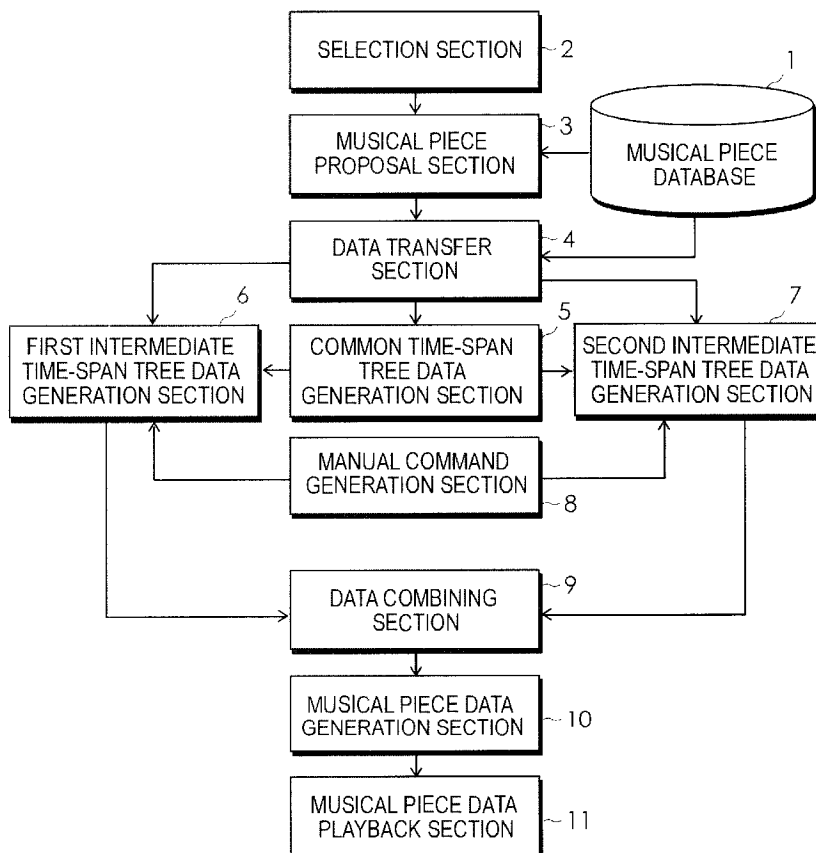 SELECTION SECTION
2
1
MUSICAL PIECE
PROPOSAL SECTION
3
MUSICAL PIECE
DATABASE
DATA TRANSFER
SECTION
4
6
FIRST INTERMEDIATE
TIME-SPAN TREE DATA
GENERATION SECTION
5
COMMON TIME-SPAN
TREE DATA
GENERATION SECTION
7
SECOND INTERMEDIATE
TIME-SPAN TREE DATA
GENERATION SECTION
MANUAL COMMAND
GENERATION SECTION
8
DATA COMBINING
SECTION
9
MUSICAL PIECE DATA
GENERATION SECTION
10
MUSICAL PIECE DATA
PLAYBACK SECTION
11